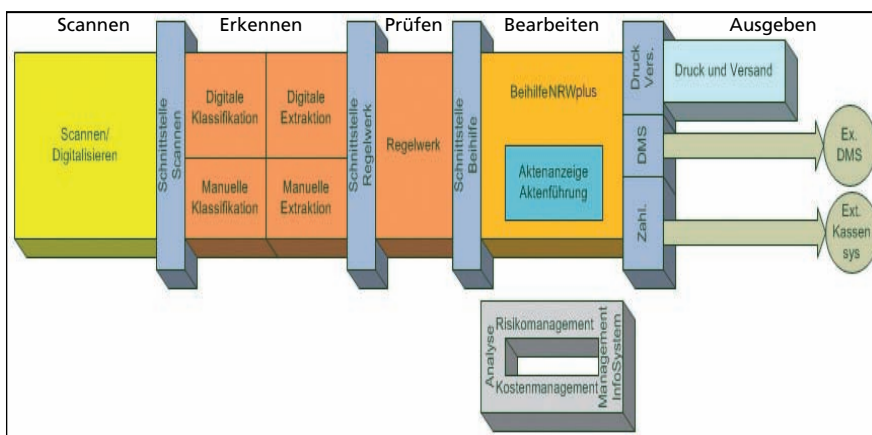 Scannen Erkennen Prüfen Bearbeiten Ausgeben
Scannen/
Digitalisieren
Schnittstelle
Scannen
Digitale
Klassifikation
Digitale
Extraktion
Manuelle
Klassifikation
Manuelle
Extraktion
Schnittstelle
Regelwerk
Regelwerk
Schnittstelle
Beihilfe
BeihilfeNRWplus
Aktenanzeige
Aktenführung
Druck
Vers.
DMS
Zahl.
Druck und Versand
Ex.
DMS
Ext.
Kassen
sys
Analyse
Risikomanagement
Kostenmanagement
Management
InfoSystem